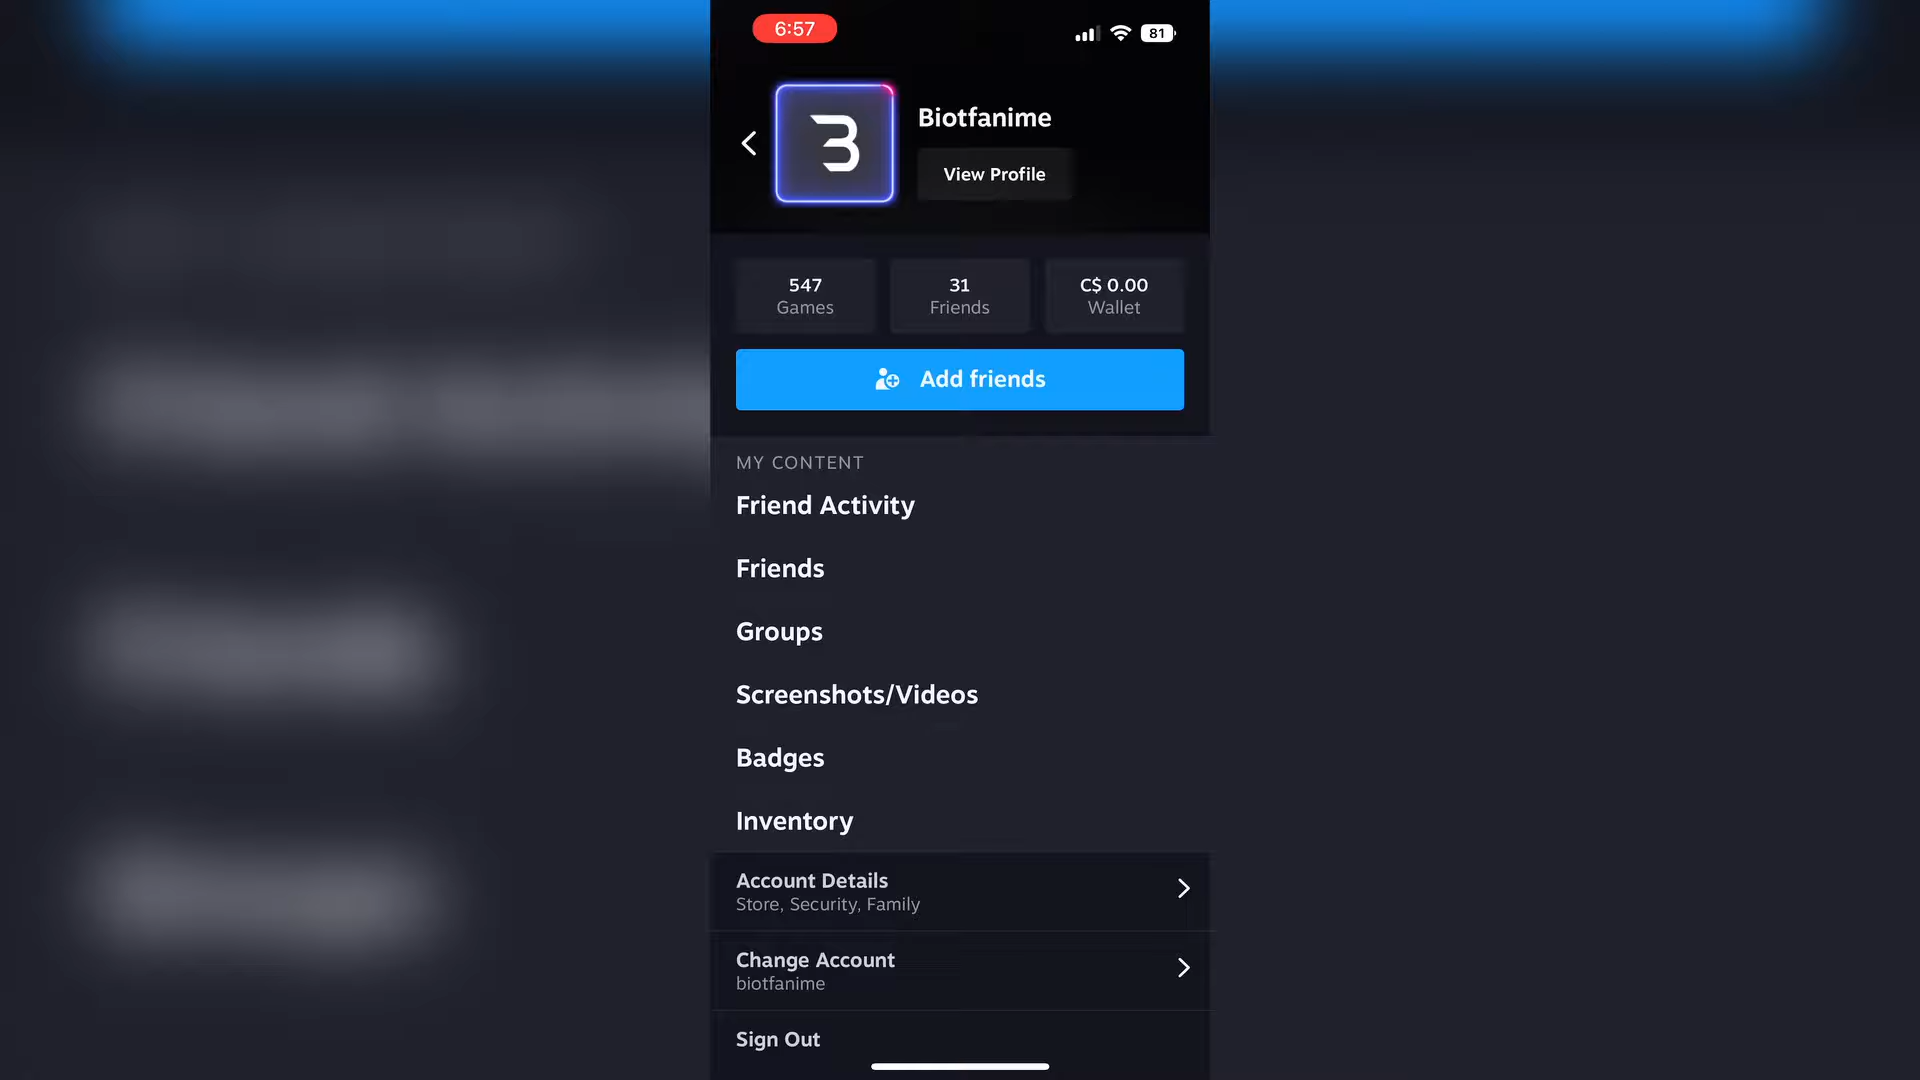 6:57
81
3
Biotfanime
View Profile
547
Games
31
Friends
C$ 0.00
Wallet
Add friends
MY CONTENT
Friend Activity
Friends
Groups
Screenshots/Videos
Badges
Inventory
Account Details
Store, Security, Family
Change Account
biotfanime
Sign Out